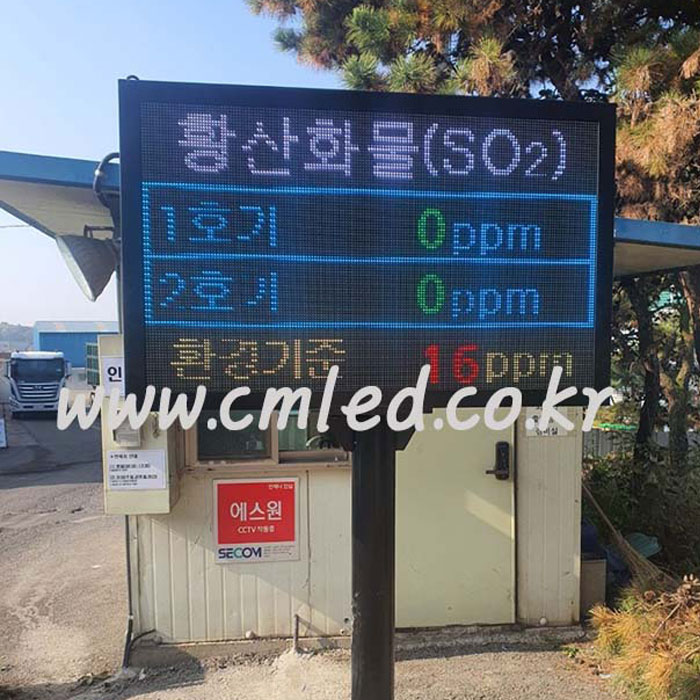 황산화물(SO2)
1호기 0ppm
2호기 0ppm
환경기준 16ppm
www.cmled.co.kr
에스원
CCTV 작동중
SECOM